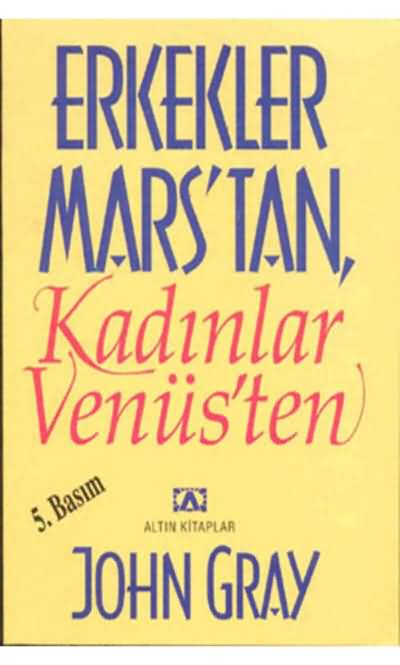 ERKEKLER
MARS'TAN,
Kadınlar
Venüs'ten
5. Basım
ALTIN KİTAPLAR
JOHN GRAY